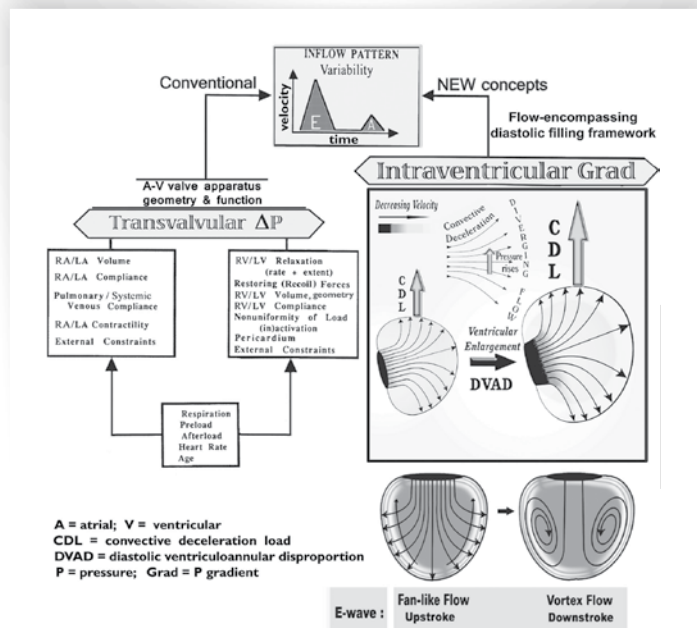 INFLOW PATTERN
Variability
velocity
E
A
time
Conventional
NEW concepts
Flow-encompassing
diastolic filling framework
A-V valve apparatus
geometry & function
Transvalvular ΔP
Intraventricular Grad
RA/LA Volume
RA/LA Compliance
Pulmonary / Systemic
Venous Compliance
RA/LA Contractility
External Constraints
RV/LV Relaxation
(rate + extent)
Restoring (Recoil) Forces
RV/LV Volume, geometry
RV/LV Compliance
Nonuniformity of Load
(in)activation
Pericardium
External Constraints
Respiration
Preload
Afterload
Heart Rate
Age
Decreasing Velocity
Convective
Deceleration
DIVERGING
FLOW
Pressure
rises
CDL
CDL
Ventricular
Enlargement
DVAD
A = atrial; V = ventricular
CDL = convective deceleration load
DVAD = diastolic ventriculoannular disproportion
P = pressure; Grad = P gradient
E-wave :
Fan-like Flow
Upstroke
Vortex Flow
Downstroke